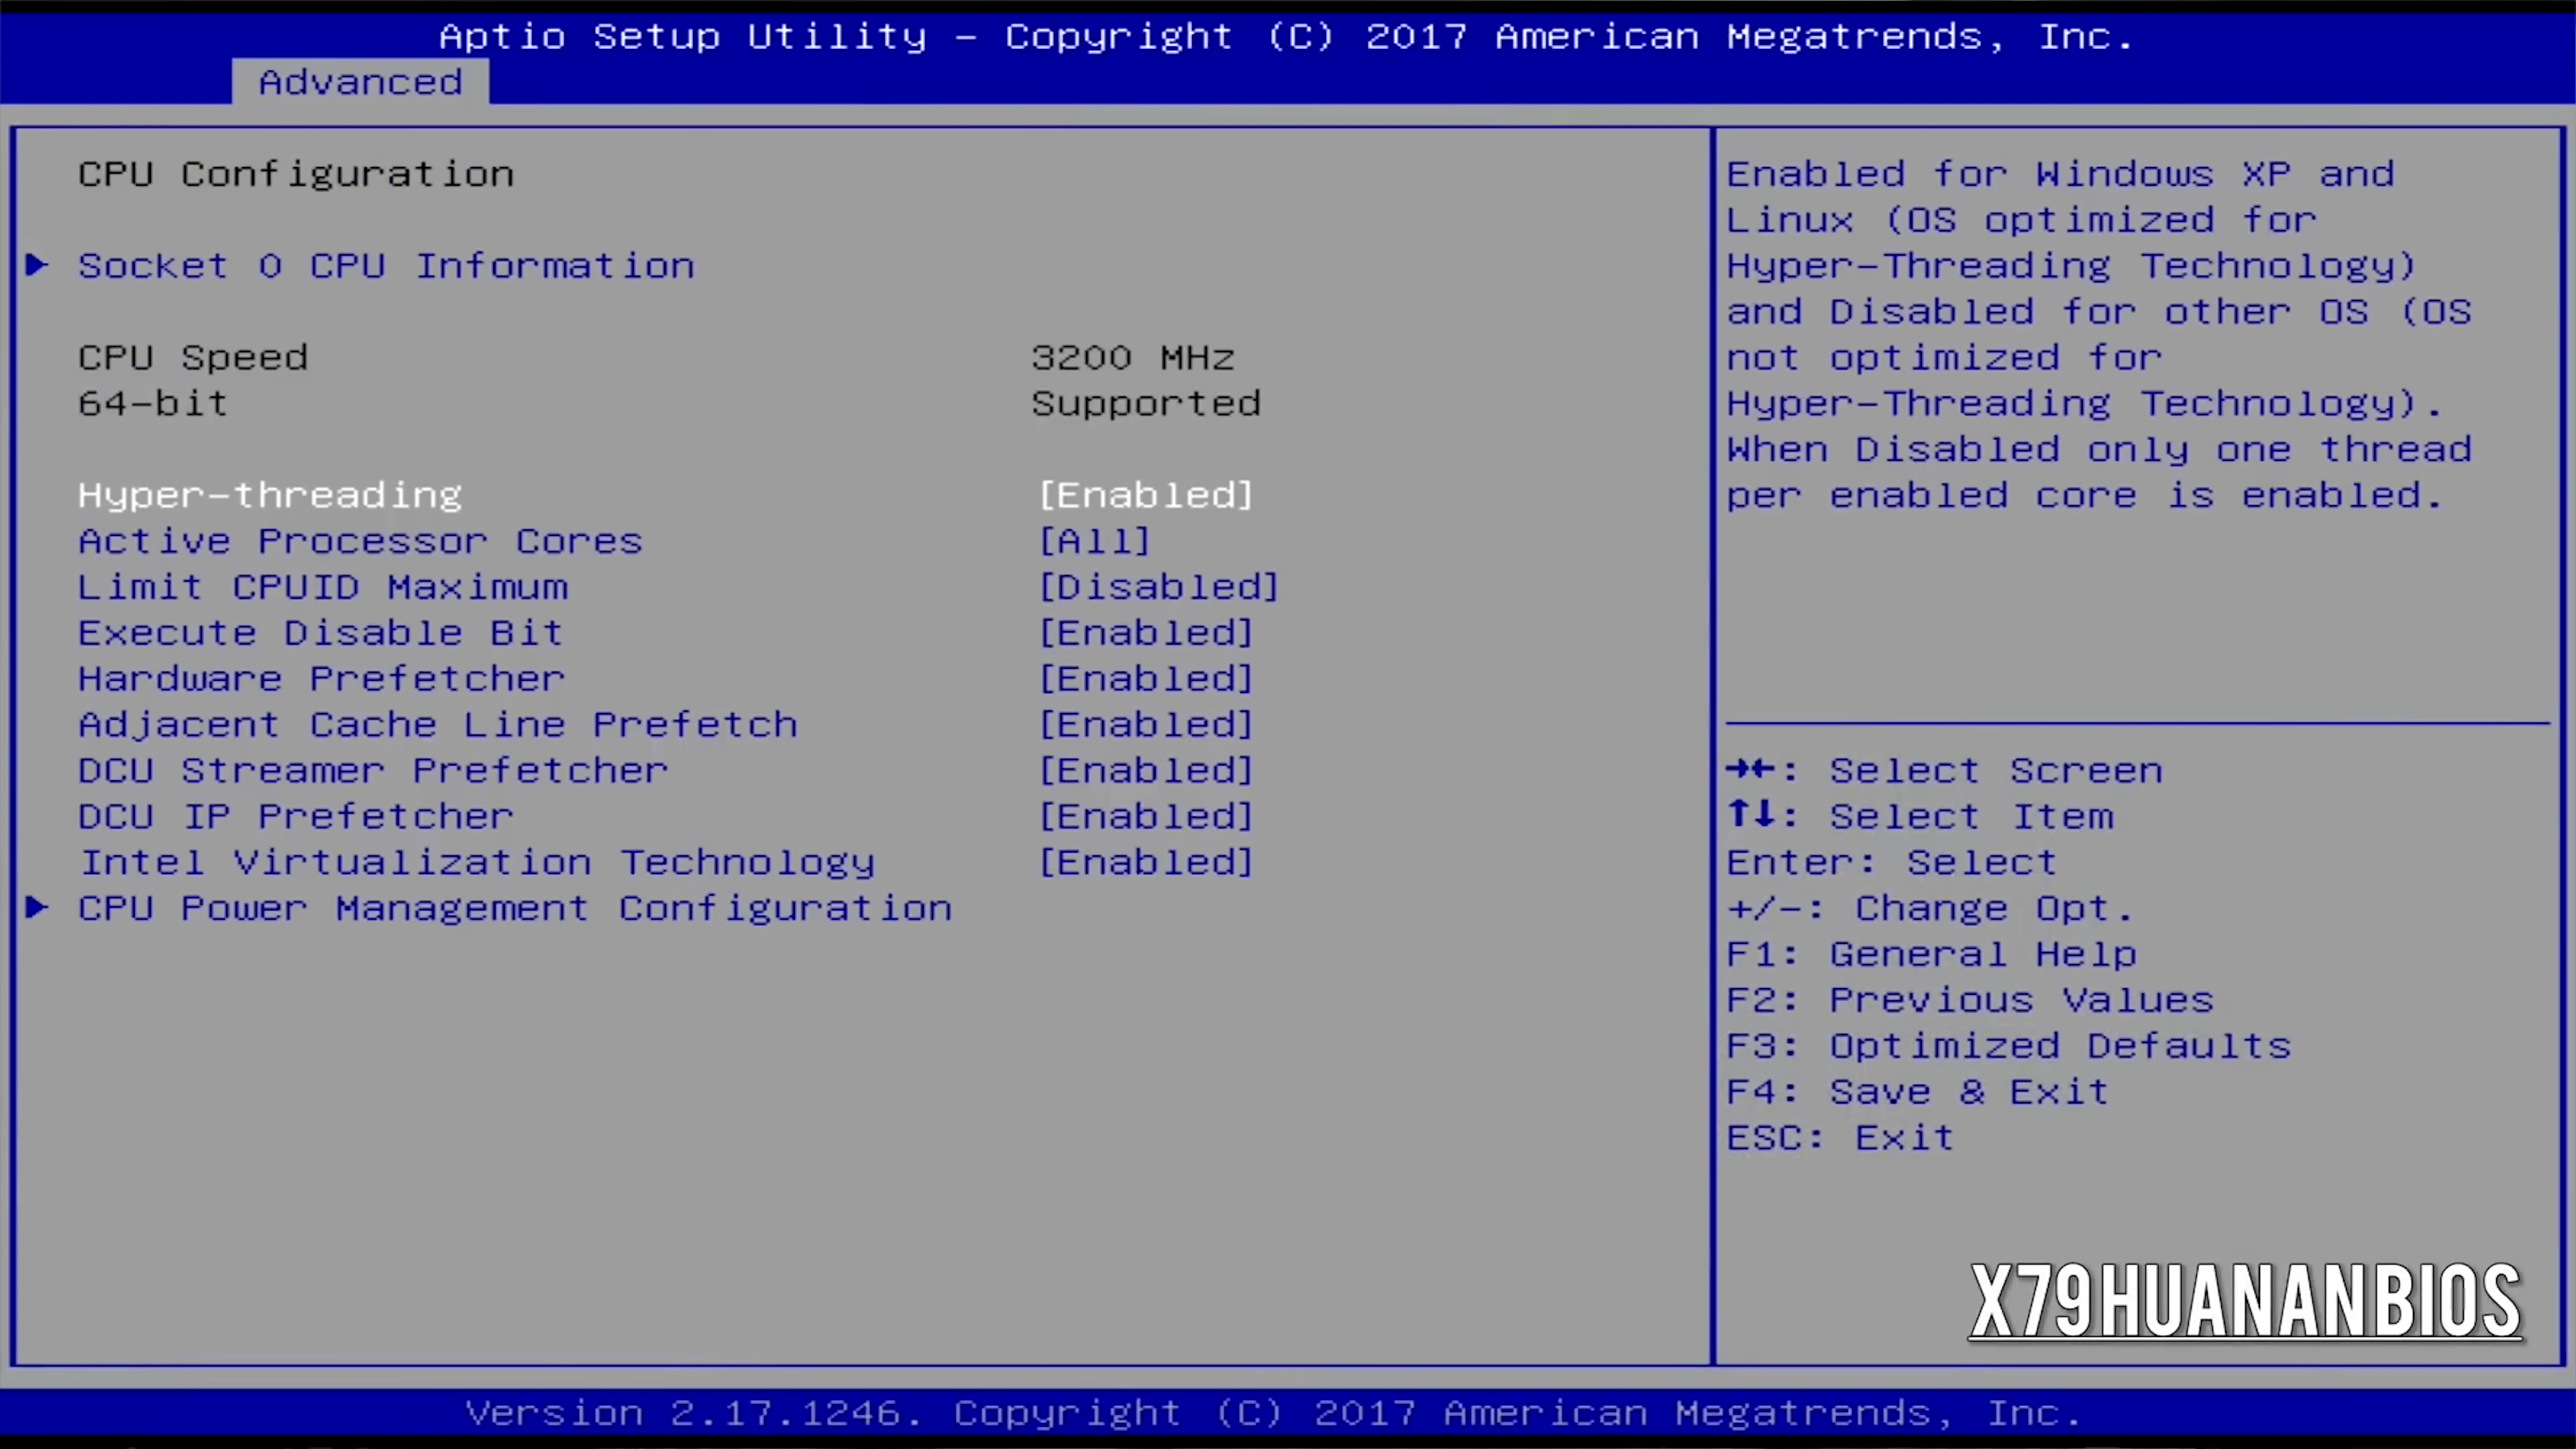 Aptio Setup Utility – Copyright (C) 2017 American Megatrends, Inc.
Advanced
CPU Configuration
Socket 0 CPU Information
CPU Speed 3200 MHz
64-bit Supported
Hyper-threading [Enabled]
Active Processor Cores [All]
Limit CPUID Maximum [Disabled]
Execute Disable Bit [Enabled]
Hardware Prefetcher [Enabled]
Adjacent Cache Line Prefetch [Enabled]
DCU Streamer Prefetcher [Enabled]
DCU IP Prefetcher [Enabled]
Intel Virtualization Technology [Enabled]
CPU Power Management Configuration
Enabled for Windows XP and
Linux (OS optimized for
Hyper-Threading Technology)
and Disabled for other OS (OS
not optimized for
Hyper-Threading Technology).
When Disabled only one thread
per enabled core is enabled.
→←: Select Screen
↑↓: Select Item
Enter: Select
+/-: Change Opt.
F1: General Help
F2: Previous Values
F3: Optimized Defaults
F4: Save & Exit
ESC: Exit
X79 HUANAN BIOS
Version 2.17.1246. Copyright (C) 2017 American Megatrends, Inc.